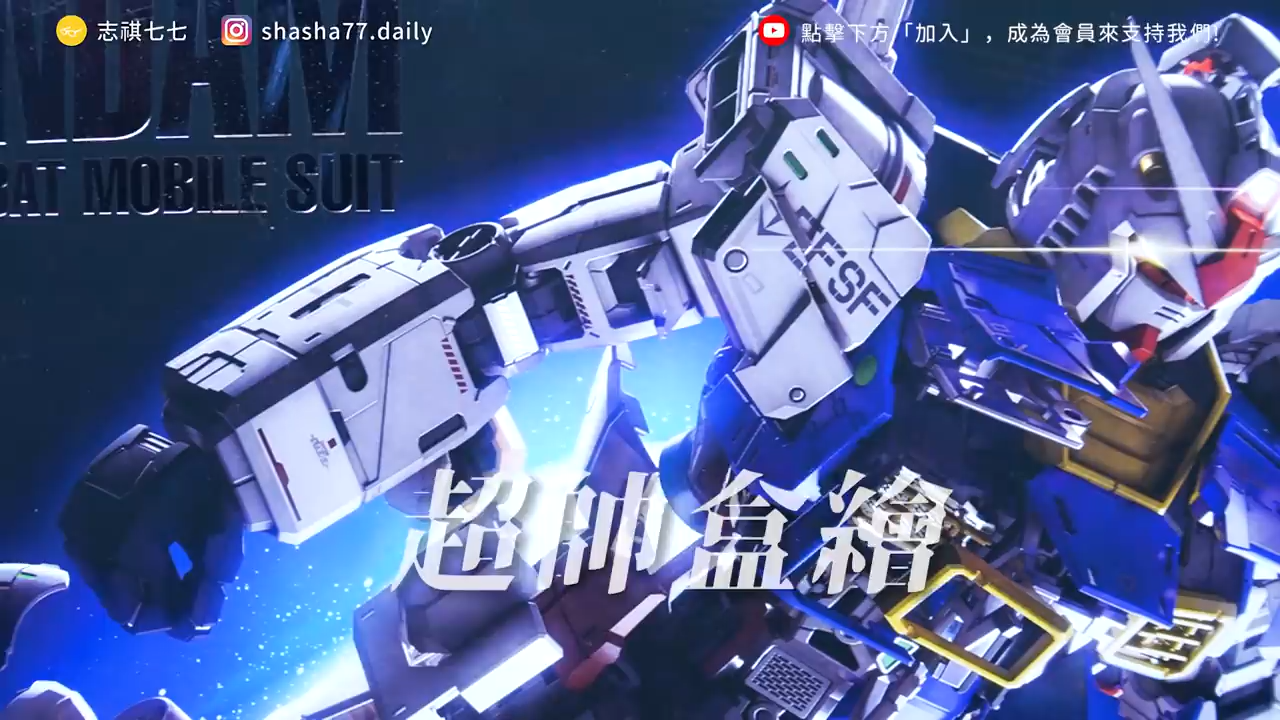 志祺七七
shasha77.daily
點擊下方「加入」，成為會員來支持我們!
NDAM
BAT MOBILE SUIT
EFSF
超帥盒繪